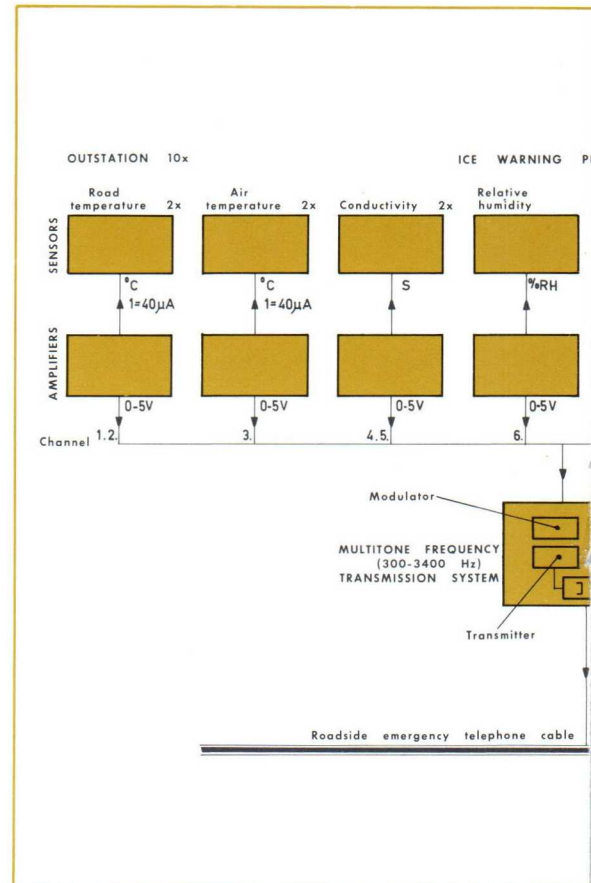 OUTSTATION 10x
ICE WARNING
Road temperature 2x
Air temperature 2x
Conductivity 2x
Relative humidity
SENSORS
°C
1=40µA
°C
1=40µA
S
%RH
AMPLIFIERS
0-5V
0-5V
0-5V
0-5V
Channel 1.2. 3. 4.5. 6.
Modulator
MULTITONE FREQUENCY
(300-3400 Hz)
TRANSMISSION SYSTEM
Transmitter
Roadside emergency telephone cable